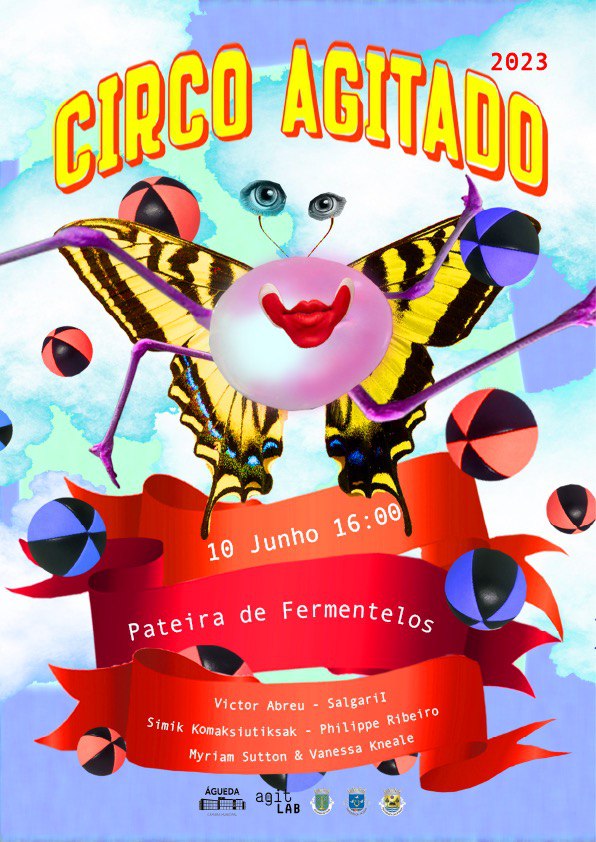 2023
CIRCO AGITADO
10 Junho 16:00
Pateira de Fermentelos
Victor Abreu - SalgariI
Simik Komaksiutiksak - Philippe Ribeiro
Myriam Sutton & Vanessa Kneale
ÁGUEDA
agit
LAB